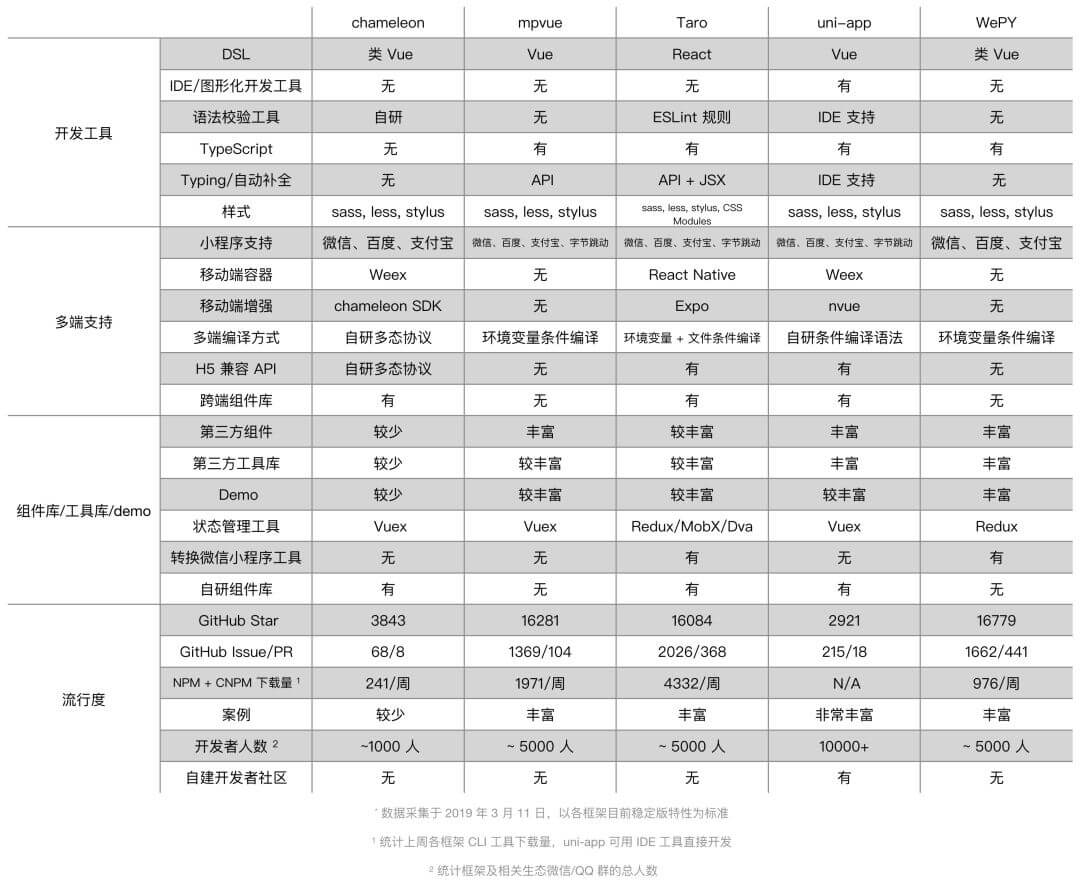 chameleon mpvue Taro uni-app WePY
开发工具
DSL 类 Vue Vue React Vue 类 Vue
IDE/图形化开发工具 无 无 无 有 无
语法校验工具 自研 无 ESLint 规则 IDE 支持 无
TypeScript 无 有 有 有 有
Typing/自动补全 无 API API + JSX IDE 支持 无
样式 sass, less, stylus sass, less, stylus sass, less, stylus, CSS Modules sass, less, stylus sass, less, stylus
多端支持
小程序支持 微信、百度、支付宝 微信、百度、支付宝、字节跳动 微信、百度、支付宝、字节跳动 微信、百度、支付宝、字节跳动 微信、百度、支付宝
移动端容器 Weex 无 React Native Weex 无
移动端增强 chameleon SDK 无 Expo nvue 无
多端编译方式 自研多态协议 环境变量条件编译 环境变量 + 文件条件编译 自研条件编译语法 环境变量条件编译
H5 兼容 API 自研多态协议 无 有 有 无
跨端组件库 有 无 有 有 无
组件库/工具库/demo
第三方组件 较少 丰富 较丰富 丰富 丰富
第三方工具库 较少 较丰富 较丰富 丰富 丰富
Demo 较少 较丰富 较丰富 较丰富 丰富
状态管理工具 Vuex Vuex Redux/MobX/Dva Vuex Redux
转换微信小程序工具 无 无 有 无 有
自研组件库 有 无 有 有 无
流行度
GitHub Star 3843 16281 16084 2921 16779
GitHub Issue/PR 68/8 1369/104 2026/368 215/18 1662/441
NPM + CNPM 下载量 ¹ 241/周 1971/周 4332/周 N/A 976/周
案例 较少 丰富 丰富 非常丰富 丰富
开发者人数 ² ~1000 人 ~ 5000 人 ~ 5000 人 10000+ ~ 5000 人
自建开发者社区 无 无 无 有 无
* 数据采集于 2019 年 3 月 11 日，以各框架目前稳定版特性为标准
¹ 统计上周各框架 CLI 工具下载量，uni-app 可用 IDE 工具直接开发
² 统计框架及相关生态微信/QQ 群的总人数